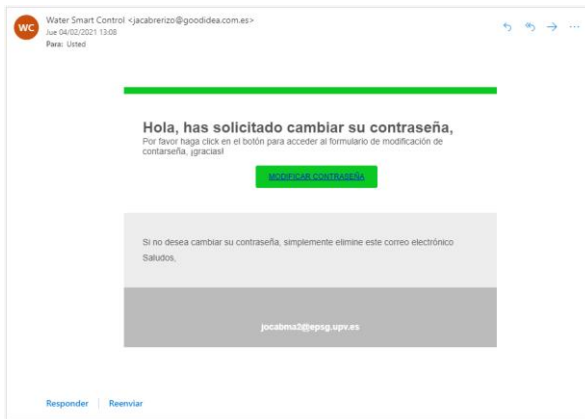 WC
Water Smart Control <jacabrerizo@goodidea.com.es>
Jue 04/02/2021 13:08
Para: Usted
Hola, has solicitado cambiar su contraseña,
Por favor haga click en el botón para acceder al formulario de modificación de
contarseña, ¡gracias!
MODIFICAR CONTRASEÑA
Si no desea cambiar su contraseña, simplemente elimine este correo electrónico
Saludos,
jocabma2@epsg.upv.es
Responder Reenviar